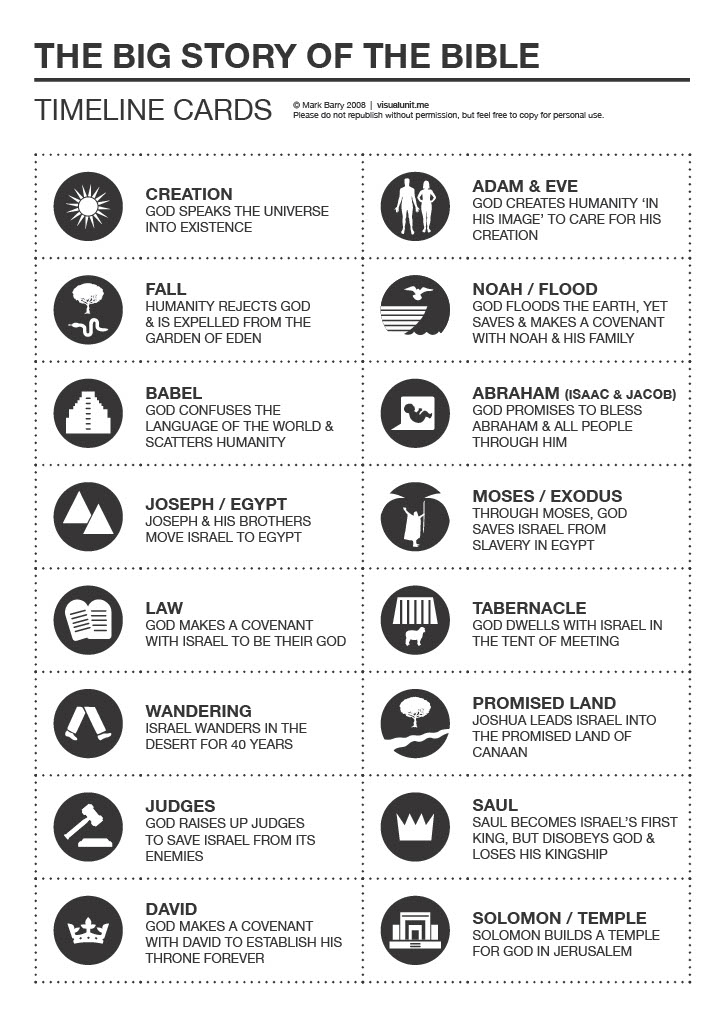 THE BIG STORY OF THE BIBLE
TIMELINE CARDS
© Mark Barry 2008 | visualunit.me
Please do not republish without permission, but feel free to copy for personal use.
CREATION
GOD SPEAKS THE UNIVERSE
INTO EXISTENCE
ADAM & EVE
GOD CREATES HUMANITY ‘IN
HIS IMAGE’ TO CARE FOR HIS
CREATION
FALL
HUMANITY REJECTS GOD
& IS EXPELLED FROM THE
GARDEN OF EDEN
NOAH / FLOOD
GOD FLOODS THE EARTH, YET
SAVES & MAKES A COVENANT
WITH NOAH & HIS FAMILY
BABEL
GOD CONFUSES THE
LANGUAGE OF THE WORLD &
SCATTERS HUMANITY
ABRAHAM (ISAAC & JACOB)
GOD PROMISES TO BLESS
ABRAHAM & ALL PEOPLE
THROUGH HIM
JOSEPH / EGYPT
JOSEPH & HIS BROTHERS
MOVE ISRAEL TO EGYPT
MOSES / EXODUS
THROUGH MOSES, GOD
SAVES ISRAEL FROM
SLAVERY IN EGYPT
LAW
GOD MAKES A COVENANT
WITH ISRAEL TO BE THEIR GOD
TABERNACLE
GOD DWELLS WITH ISRAEL IN
THE TENT OF MEETING
WANDERING
ISRAEL WANDERS IN THE
DESERT FOR 40 YEARS
PROMISED LAND
JOSHUA LEADS ISRAEL INTO
THE PROMISED LAND OF
CANAAN
JUDGES
GOD RAISES UP JUDGES
TO SAVE ISRAEL FROM ITS
ENEMIES
SAUL
SAUL BECOMES ISRAEL’S FIRST
KING, BUT DISOBEYS GOD &
LOSES HIS KINGSHIP
DAVID
GOD MAKES A COVENANT
WITH DAVID TO ESTABLISH HIS
THRONE FOREVER
SOLOMON / TEMPLE
SOLOMON BUILDS A TEMPLE
FOR GOD IN JERUSALEM